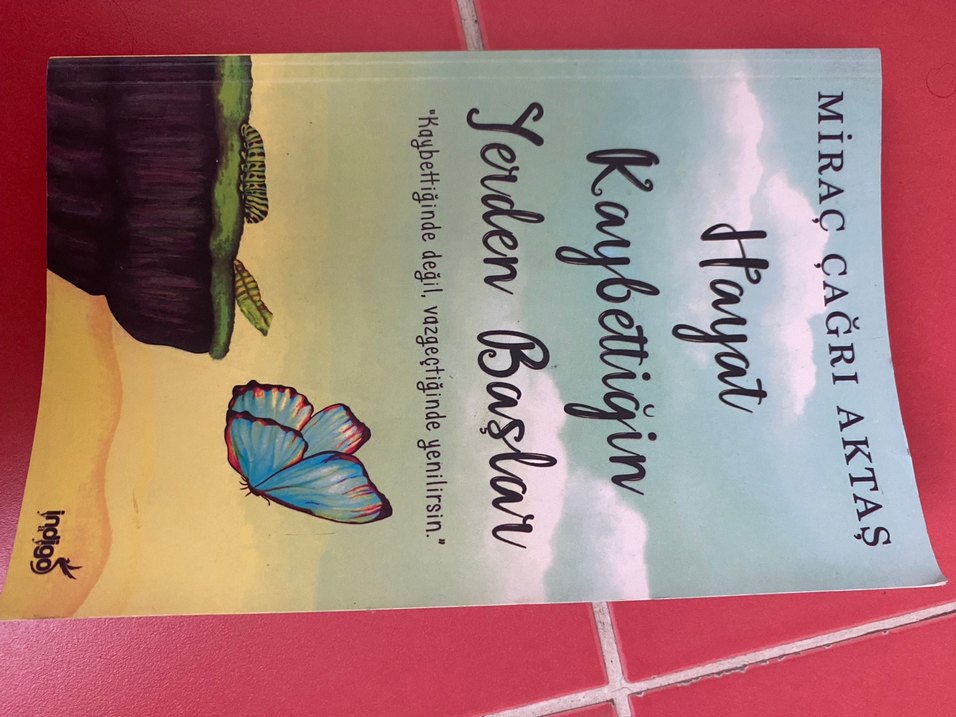 MİRAÇ ÇAĞRI AKTAŞ
Hayat
Kaybettiğin
Yerden Başlar
"Kaybettiğinde değil, vazgeçtiğinde yenilirsin."
indigo